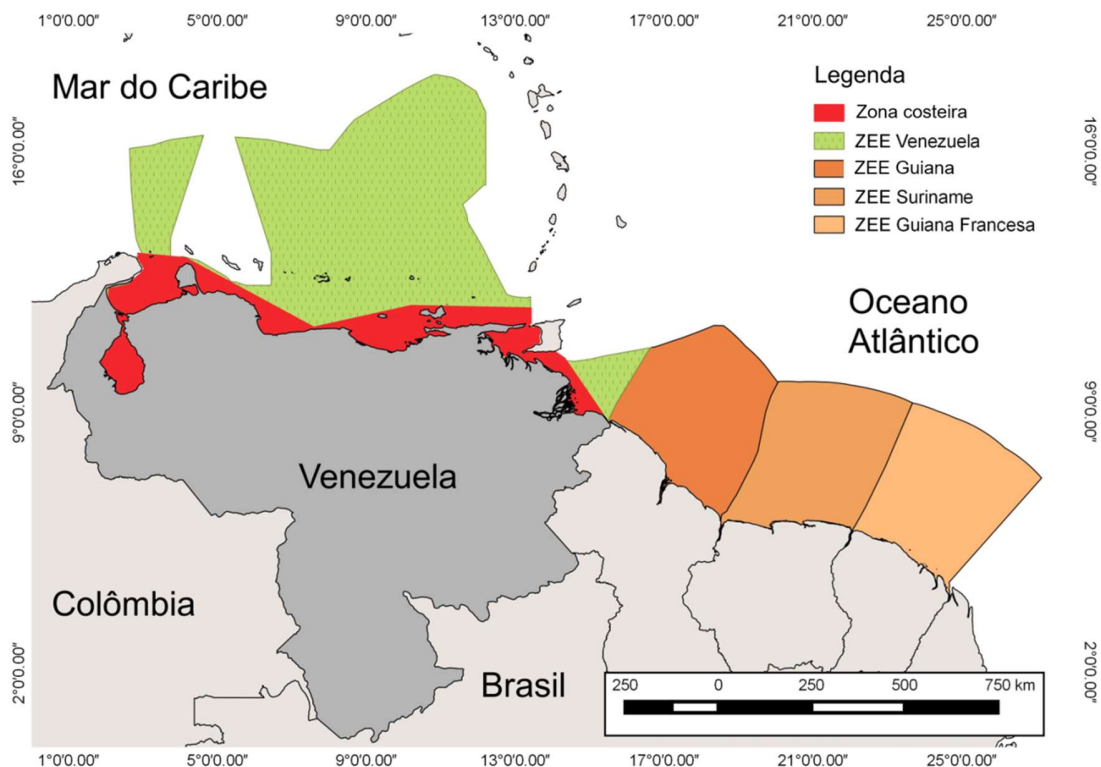 1°0'0.00" 5°0'0.00" 9°0'0.00" 13°0'0.00" 17°0'0.00" 21°0'0.00" 25°0'0.00"
Mar do Caribe
Legenda
Zona costeira
ZEE Venezuela
ZEE Guiana
ZEE Suriname
ZEE Guiana Francesa
16°0'0.00" 16°0'0.00"
Oceano
Atlântico
9°0'0.00" 9°0'0.00"
Venezuela
Colômbia
Brasil
2°0'0.00" 2°0'0.00"
250 0 250 500 750 km
1°0'0.00" 5°0'0.00" 9°0'0.00" 13°0'0.00" 17°0'0.00" 21°0'0.00" 25°0'0.00"